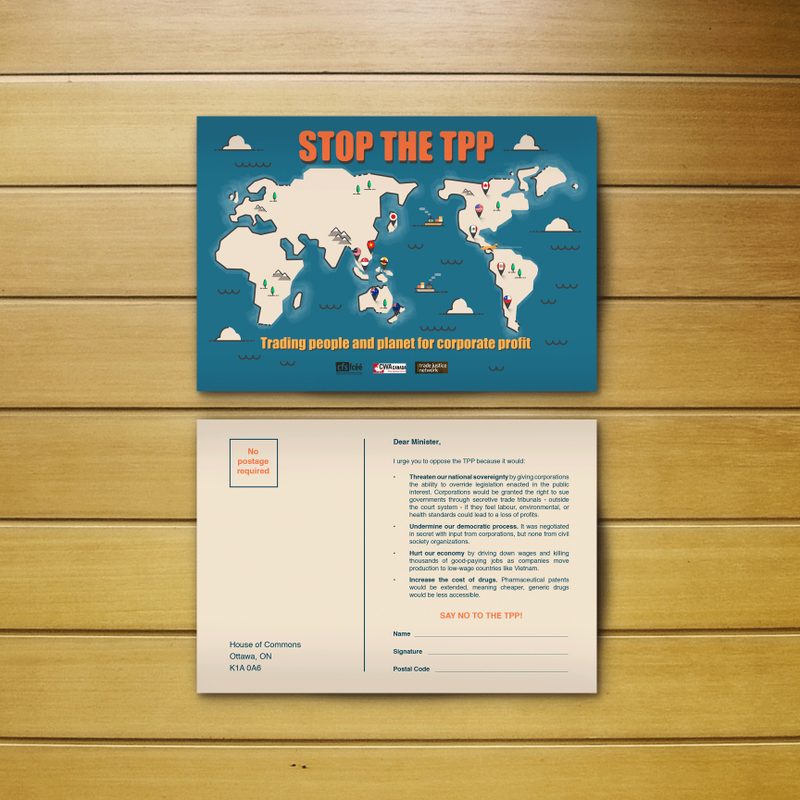 STOP THE TPP
Trading people and planet for corporate profit
cfs fcéé
CWA CANADA
trade justice
network
No
postage
required
House of Commons
Ottawa, ON
K1A 0A6
Dear Minister,
I urge you to oppose the TPP because it would:
• Threaten our national sovereignty by giving corporations
the ability to override legislation enacted in the public
interest. Corporations would be granted the right to sue
governments through secretive trade tribunals - outside
the court system - if they feel labour, environmental, or
health standards could lead to a loss of profits.
• Undermine our democratic process. It was negotiated
in secret with input from corporations, but none from civil
society organizations.
• Hurt our economy by driving down wages and killing
thousands of good-paying jobs as companies move
production to low-wage countries like Vietnam.
• Increase the cost of drugs. Pharmaceutical patents
would be extended, meaning cheaper, generic drugs
would be less accessible.
SAY NO TO THE TPP!
Name
Signature
Postal Code